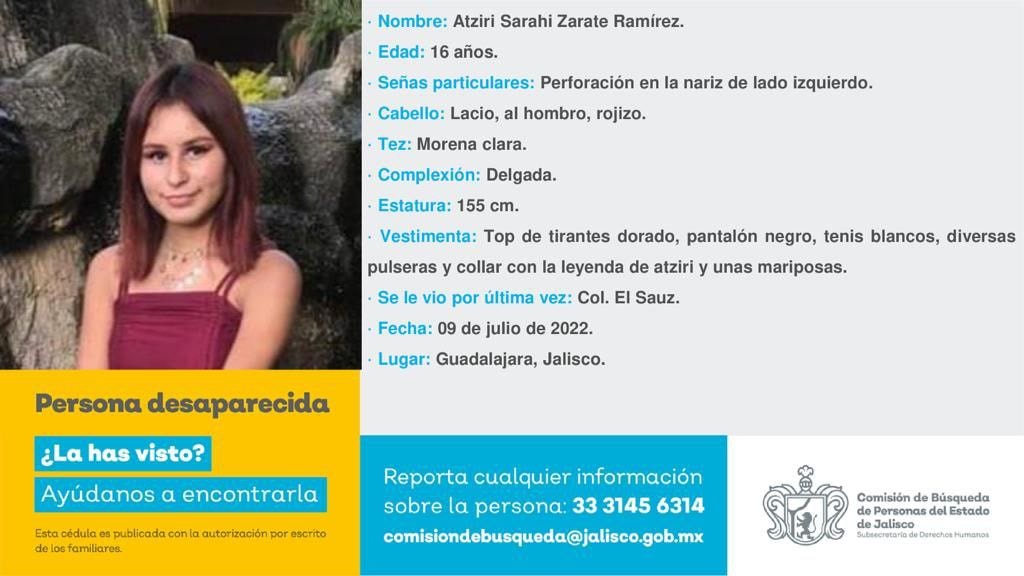 · Nombre: Atziri Sarahi Zarate Ramírez.
· Edad: 16 años.
· Señas particulares: Perforación en la nariz de lado izquierdo.
· Cabello: Lacio, al hombro, rojizo.
· Tez: Morena clara.
· Complexión: Delgada.
· Estatura: 155 cm.
· Vestimenta: Top de tirantes dorado, pantalón negro, tenis blancos, diversas
pulseras y collar con la leyenda de atziri y unas mariposas.
· Se le vio por última vez: Col. El Sauz.
· Fecha: 09 de julio de 2022.
· Lugar: Guadalajara, Jalisco.
Persona desaparecida
¿La has visto?
Ayúdanos a encontrarla
Esta cédula es publicada con la autorización por escrito
de los familiares.
Reporta cualquier información
sobre la persona: 33 3145 6314
comisiondebusqueda@jalisco.gob.mx
Comisión de Búsqueda
de Personas del Estado
de Jalisco
Subsecretaría de Derechos Humanos